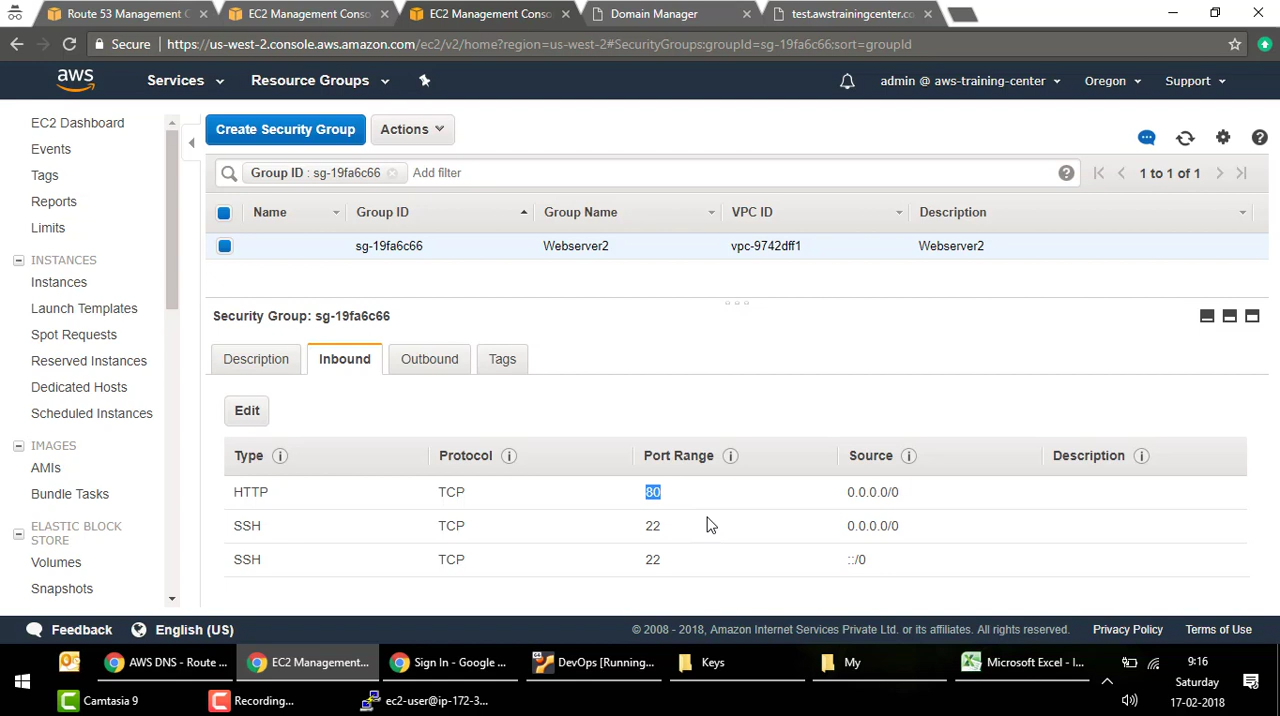 Route 53 Management C
EC2 Management Conso
EC2 Management Conso
Domain Manager
test.awstrainingcenter.co
Secure https://us-west-2.console.aws.amazon.com/ec2/v2/home?region=us-west-2#SecurityGroups:groupId=sg-19fa6c66;sort=groupId
aws Services Resource Groups admin @ aws-training-center Oregon Support
EC2 Dashboard
Events
Tags
Reports
Limits
INSTANCES
Instances
Launch Templates
Spot Requests
Reserved Instances
Dedicated Hosts
Scheduled Instances
IMAGES
AMIs
Bundle Tasks
ELASTIC BLOCK
STORE
Volumes
Snapshots
Create Security Group Actions
Group ID : sg-19fa6c66 Add filter 1 to 1 of 1
Name Group ID Group Name VPC ID Description
sg-19fa6c66 Webserver2 vpc-9742dff1 Webserver2
Security Group: sg-19fa6c66
Description Inbound Outbound Tags
Edit
Type Protocol Port Range Source Description
HTTP TCP 80 0.0.0.0/0
SSH TCP 22 0.0.0.0/0
SSH TCP 22 ::/0
Feedback English (US) © 2008 - 2018, Amazon Internet Services Private Ltd. or its affiliates. All rights reserved. Privacy Policy Terms of Use
AWS DNS - Route ... EC2 Management... Sign In - Google ... DevOps [Running... Keys My Microsoft Excel - I...
9:16
Saturday
17-02-2018
Camtasia 9 Recording... ec2-user@ip-172-3...